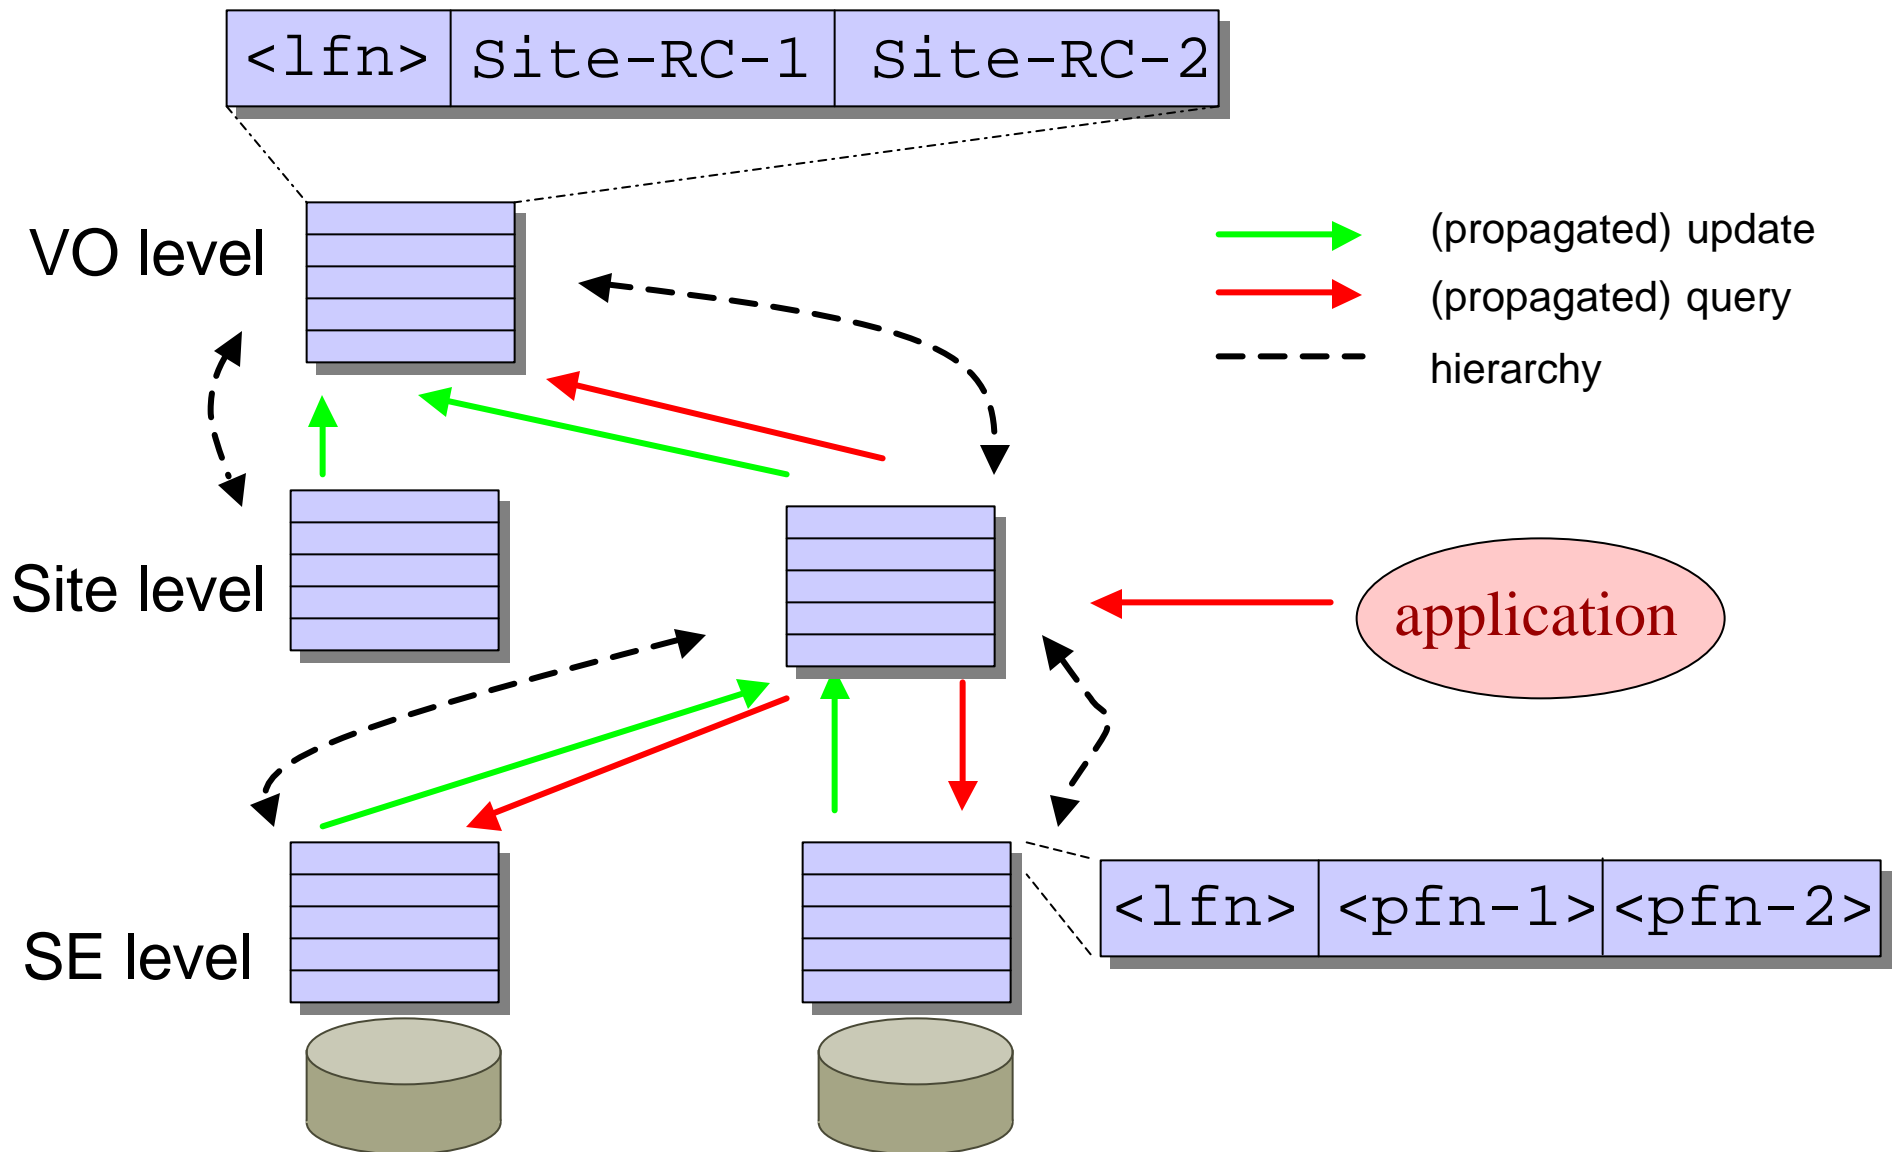 <lfn> Site-RC-1 Site-RC-2
VO level
(propagated) update
(propagated) query
hierarchy
Site level
application
SE level
<lfn> <pfn-1> <pfn-2>